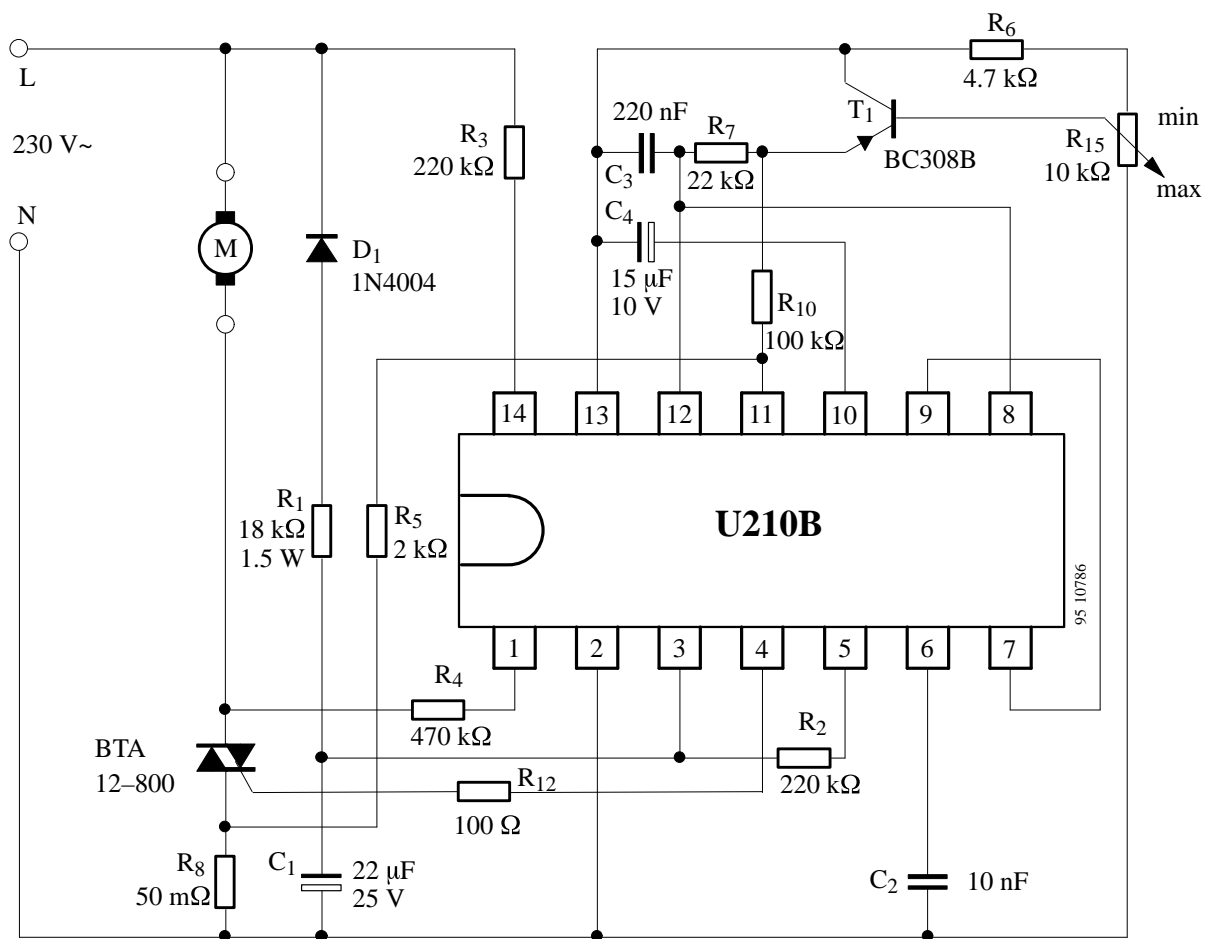 L
230 V~
N
M
D1
1N4004
R3
220 kΩ
220 nF
C3
R7
22 kΩ
T1
BC308B
R6
4.7 kΩ
R15
10 kΩ
min
max
C4
15 μF
10 V
R10
100 kΩ
14
13
12
11
10
9
8
R1
18 kΩ
1.5 W
R5
2 kΩ
U210B
95 10786
1
2
3
4
5
6
7
R4
470 kΩ
R2
220 kΩ
BTA
12–800
R12
100 Ω
R8
50 mΩ
C1
22 μF
25 V
C2
10 nF